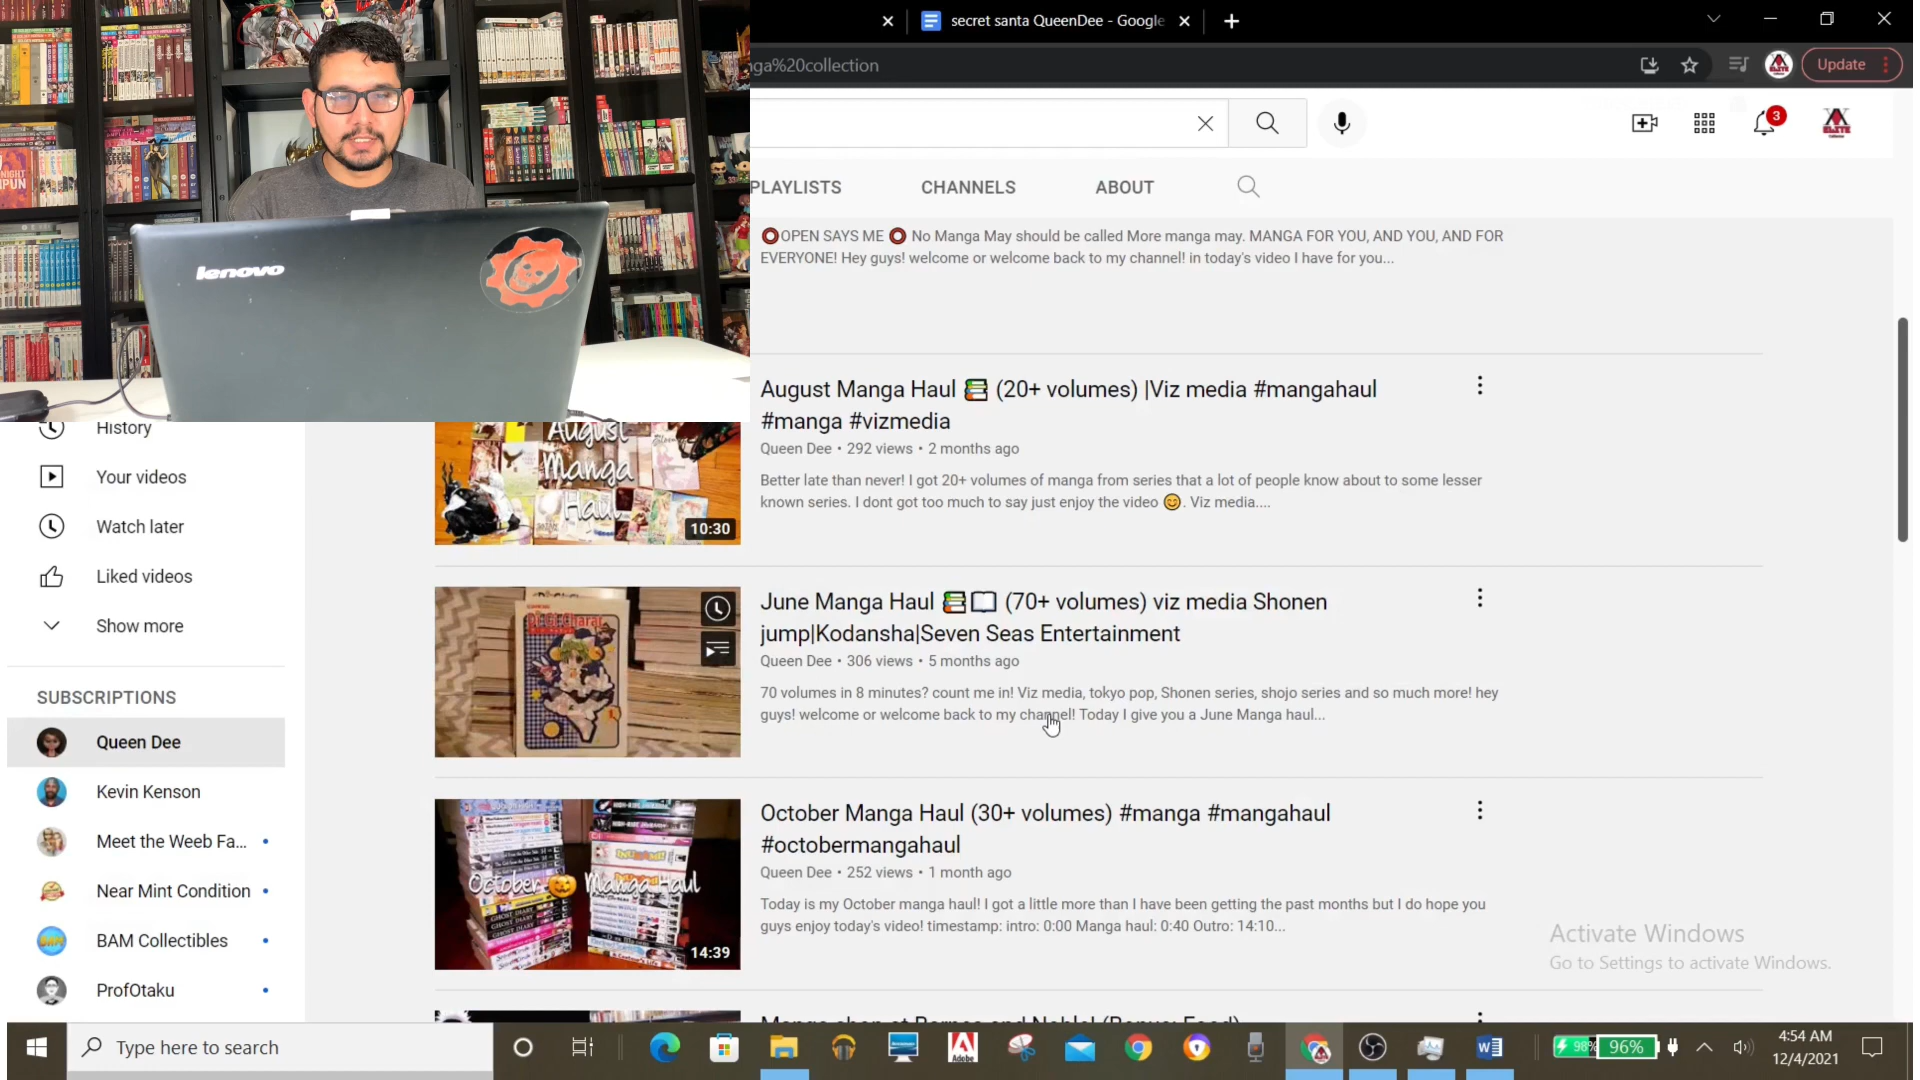 secret santa QueenDee - Google
nga%20collection
Update
3
PLAYLISTS
CHANNELS
ABOUT
⭕OPEN SAYS ME ⭕ No Manga May should be called More manga may. MANGA FOR YOU, AND YOU, AND FOR
EVERYONE! Hey guys! welcome or welcome back to my channel! in today's video I have for you...
lenovo
August Manga Haul 📚 (20+ volumes) |Viz media #mangahaul
#manga #vizmedia
Queen Dee • 292 views • 2 months ago
Better late than never! I got 20+ volumes of manga from series that a lot of people know about to some lesser
known series. I dont got too much to say just enjoy the video 😊. Viz media....
August
Manga
Haul
10:30
June Manga Haul 📚📖 (70+ volumes) viz media Shonen
jump|Kodansha|Seven Seas Entertainment
Queen Dee • 306 views • 5 months ago
70 volumes in 8 minutes? count me in! Viz media, tokyo pop, Shonen series, shojo series and so much more! hey
guys! welcome or welcome back to my channel! Today I give you a June Manga haul...
October Manga Haul (30+ volumes) #manga #mangahaul
#octobermangahaul
Queen Dee • 252 views • 1 month ago
Today is my October manga haul! I got a little more than I have been getting the past months but I do hope you
guys enjoy today's video! timestamp: intro: 0:00 Manga haul: 0:40 Outro: 14:10...
October 🎃 Manga Haul
14:39
History
Your videos
Watch later
Liked videos
Show more
SUBSCRIPTIONS
Queen Dee
Kevin Kenson
Meet the Weeb Fa...
Near Mint Condition
BAM Collectibles
ProfOtaku
Activate Windows
Go to Settings to activate Windows.
Type here to search
Adobe
98%
96%
4:54 AM
12/4/2021